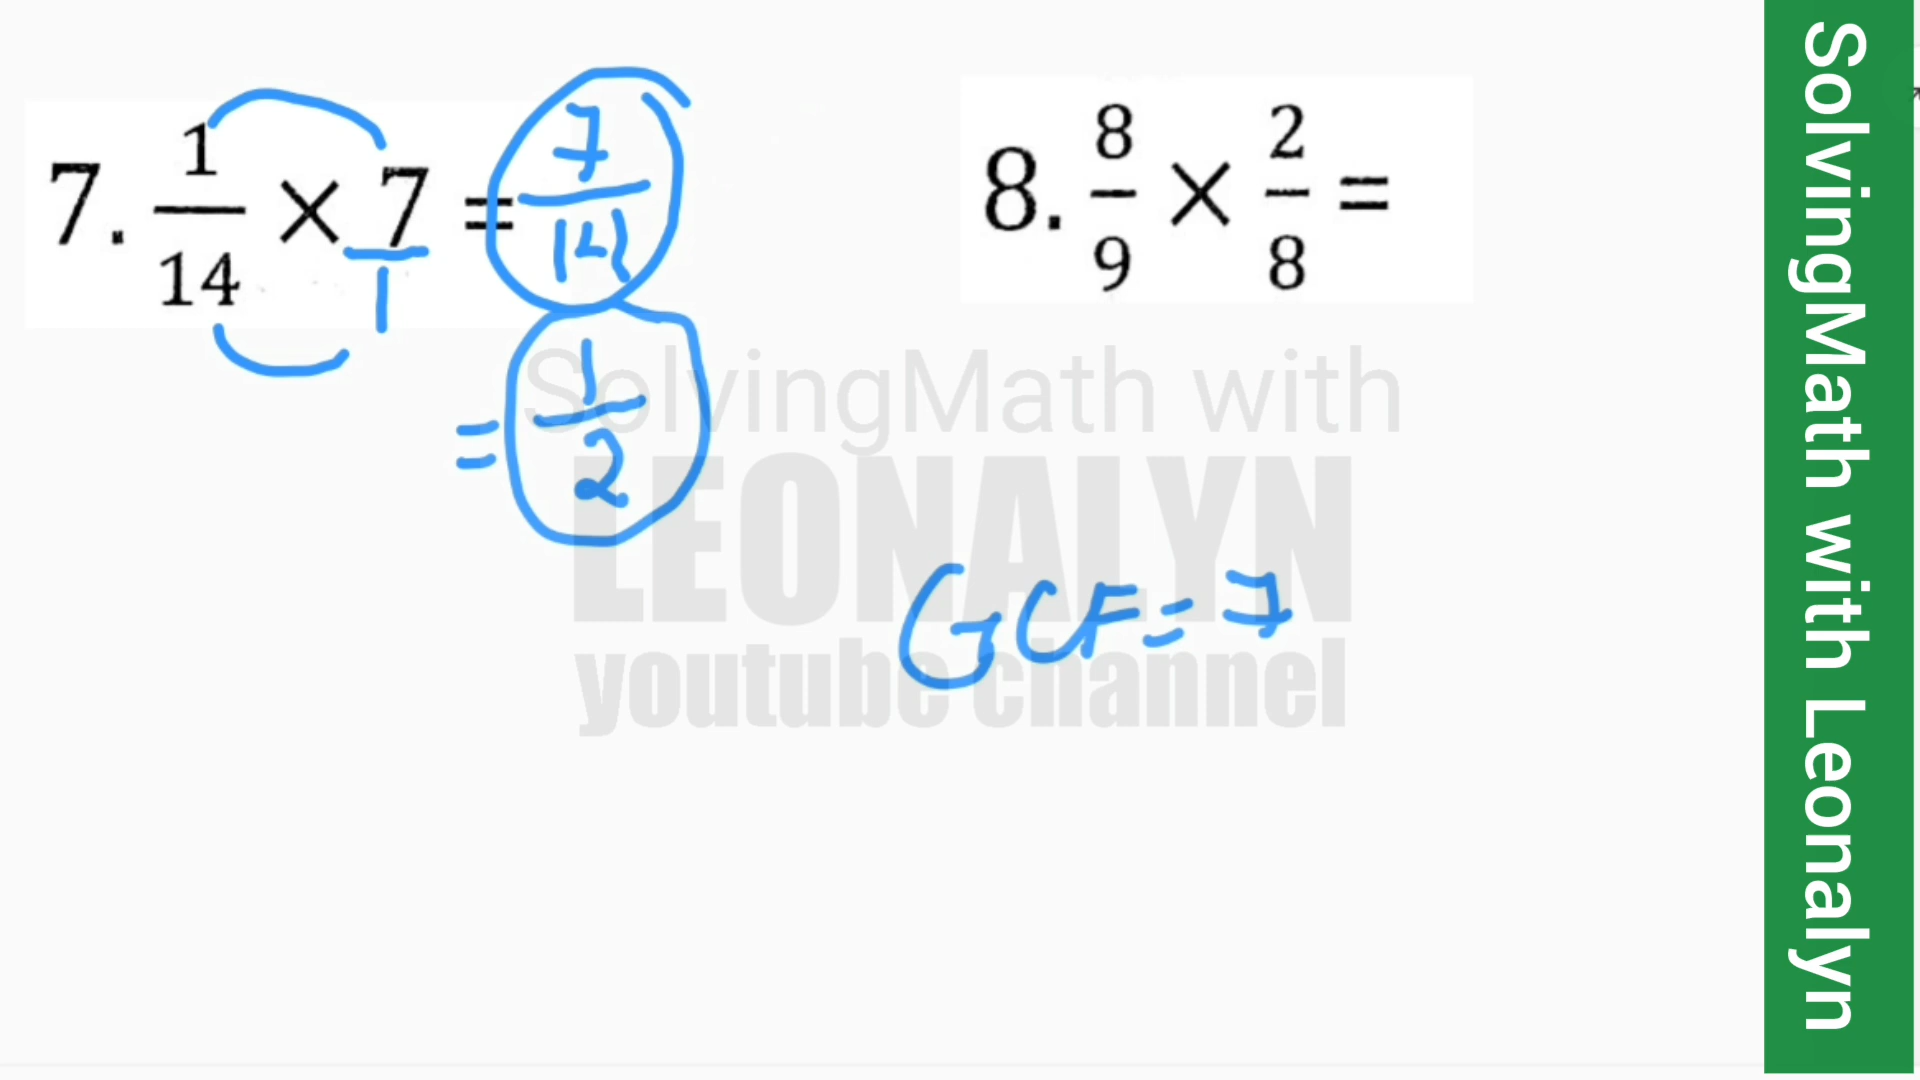 7. 1/14 × 7/1 = 7/14
= 1/2
8. 8/9 × 2/8 =
GCF = 7
SolvingMath with
LEONALYN
youtube channel
SolvingMath with Leonalyn